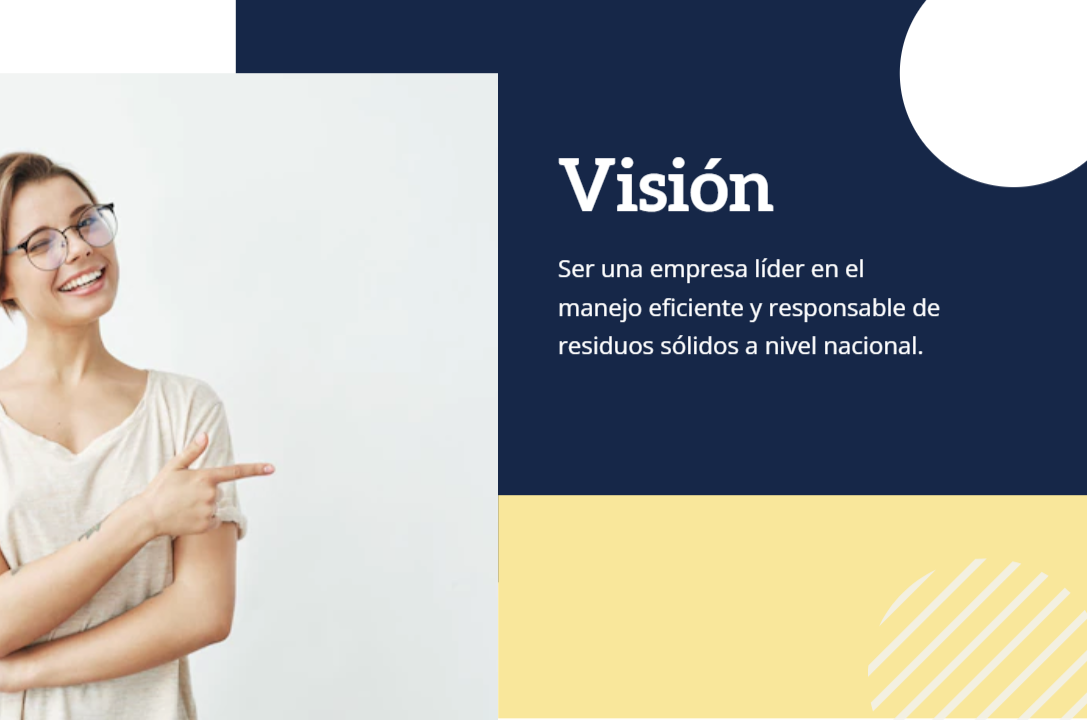 Visión
Ser una empresa líder en el
manejo eficiente y responsable de
residuos sólidos a nivel nacional.